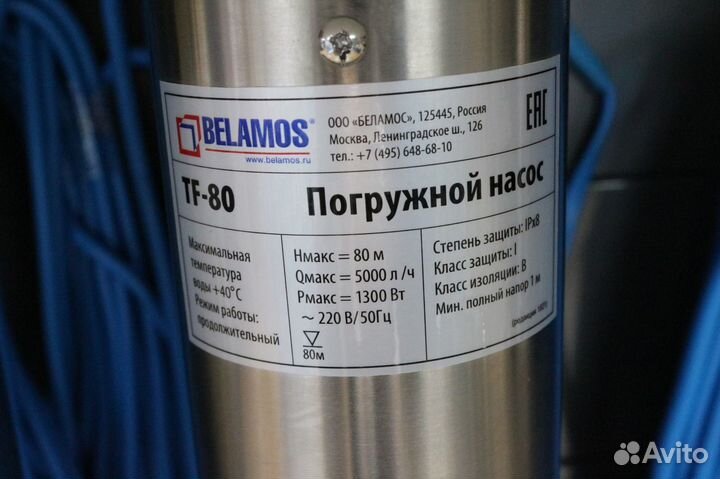 BELAMOS®
www.belamos.ru
ООО «БЕЛАМОС», 125445, Россия
Москва, Ленинградское ш., 126
тел.: +7 (495) 648-68-10
EAC
TF-80 Погружной насос
Максимальная
температура
воды +40°C
Режим работы:
продолжительный
Hмакс = 80 м
Qмакс = 5000 л /ч
Pмакс = 1300 Вт
~ 220 В/50Гц
80м
Степень защиты: IPx8
Класс защиты: I
Класс изоляции: B
Мин. полный напор 1 м
(редакция 1601)
Avito